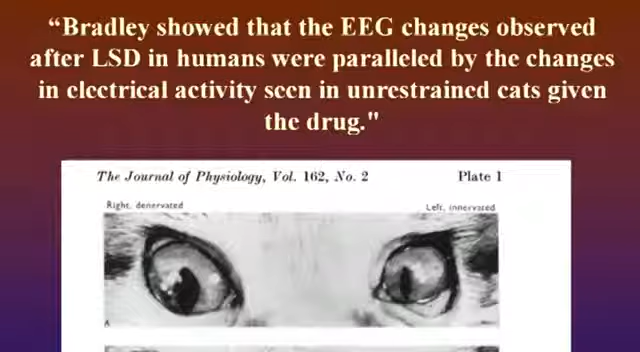 “Bradley showed that the EEG changes observed
after LSD in humans were paralleled by the changes
in electrical activity seen in unrestrained cats given
the drug."
The Journal of Physiology, Vol. 162, No. 2 Plate 1
Right, denervated Left, innervated
A